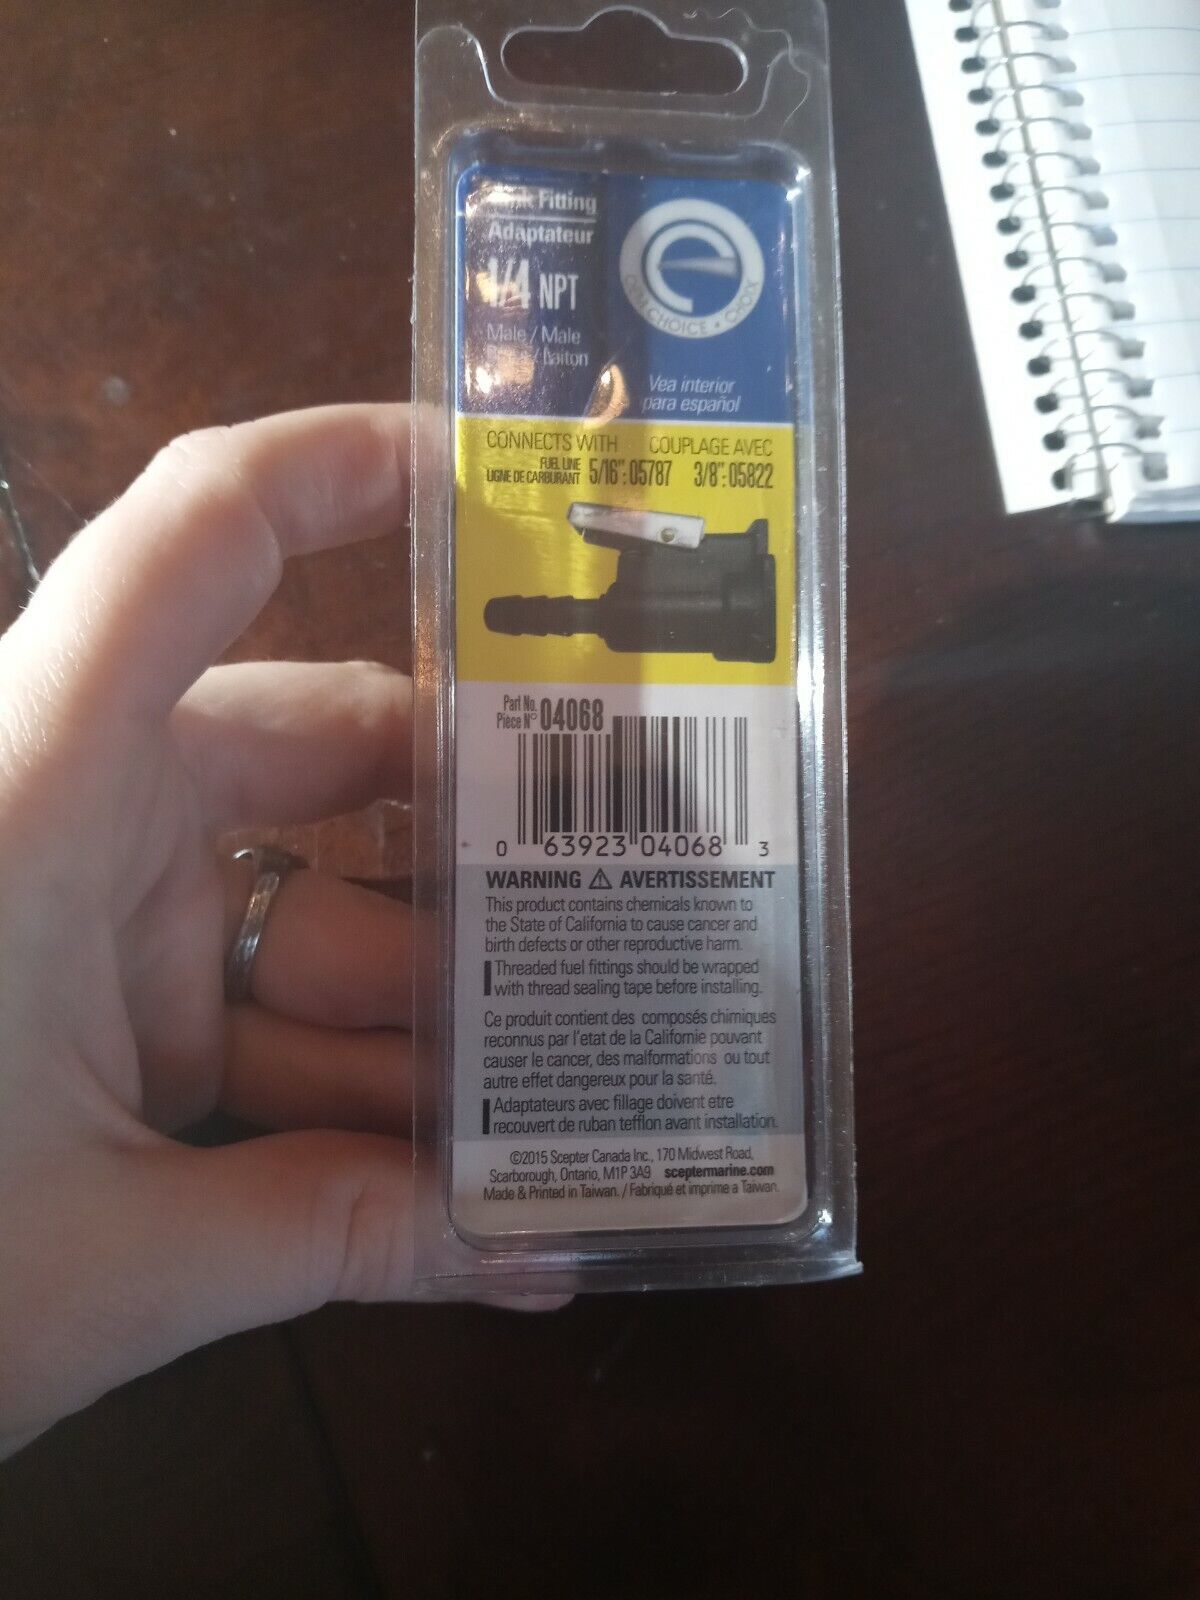 Fitting
Adaptateur
1/4 NPT
Male / Male
/ Laiton
CHOICE • CHOIX
Vea interior
para español
CONNECTS WITH COUPLAGE AVEC
FUEL LINE
LIGNE DE CARBURANT 5/16": 05787 3/8": 05822
Part No.
Pièce N° 04068
0 63923 04068 3
WARNING ⚠ AVERTISSEMENT
This product contains chemicals known to
the State of California to cause cancer and
birth defects or other reproductive harm.
Threaded fuel fittings should be wrapped
with thread sealing tape before installing.
Ce produit contient des composés chimiques
reconnus par l'etat de la Californie pouvant
causer le cancer, des malformations ou tout
autre effet dangereux pour la santé.
Adaptateurs avec fillage doivent etre
recouvert de ruban tefflon avant installation.
©2015 Scepter Canada Inc., 170 Midwest Road,
Scarborough, Ontario, M1P 3A9 sceptermarine.com
Made & Printed in Taiwan. / Fabriqué et imprime a Taiwan.